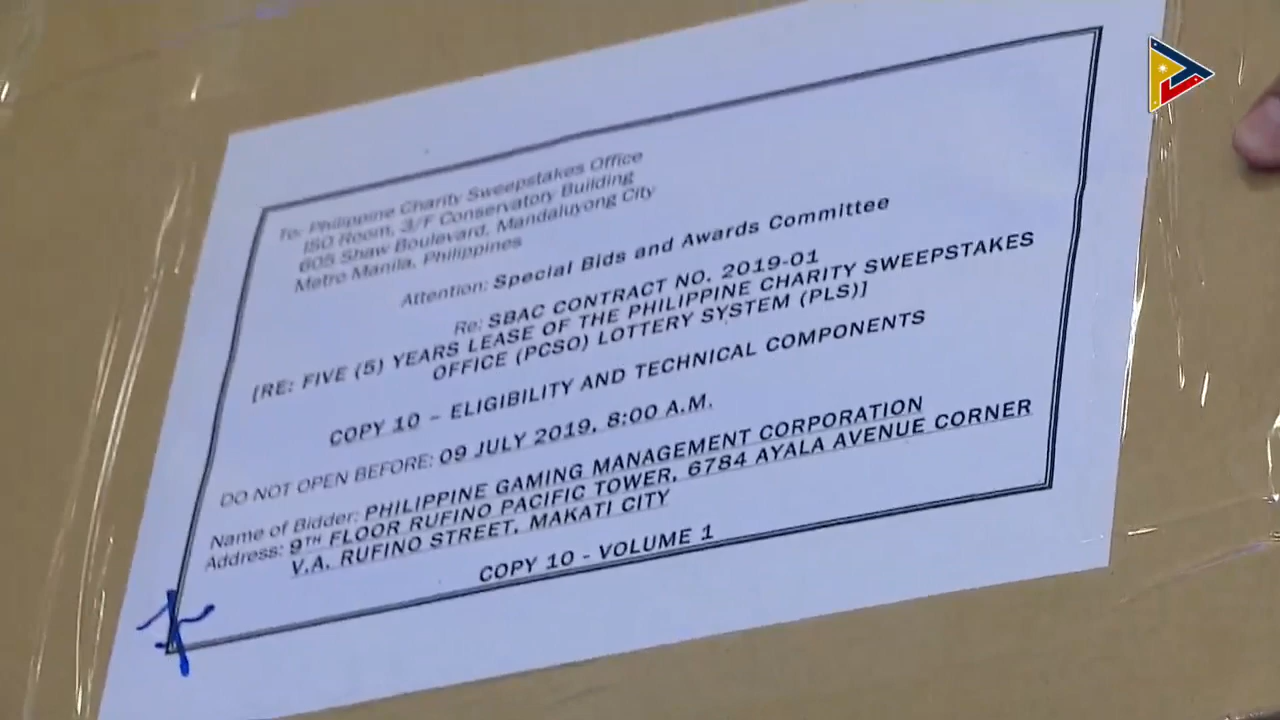 To: Philippine Charity Sweepstakes Office
ISO Room, 3/F Conservatory Building
605 Shaw Boulevard, Mandaluyong City
Metro Manila, Philippines
Attention: Special Bids and Awards Committee
Re: SBAC CONTRACT NO. 2019-01
[RE: FIVE (5) YEARS LEASE OF THE PHILIPPINE CHARITY SWEEPSTAKES
OFFICE (PCSO) LOTTERY SYSTEM (PLS)]
COPY 10 – ELIGIBILITY AND TECHNICAL COMPONENTS
DO NOT OPEN BEFORE: 09 JULY 2019, 8:00 A.M.
Name of Bidder: PHILIPPINE GAMING MANAGEMENT CORPORATION
Address: 9TH FLOOR RUFINO PACIFIC TOWER, 6784 AYALA AVENUE CORNER
V.A. RUFINO STREET, MAKATI CITY
COPY 10 - VOLUME 1